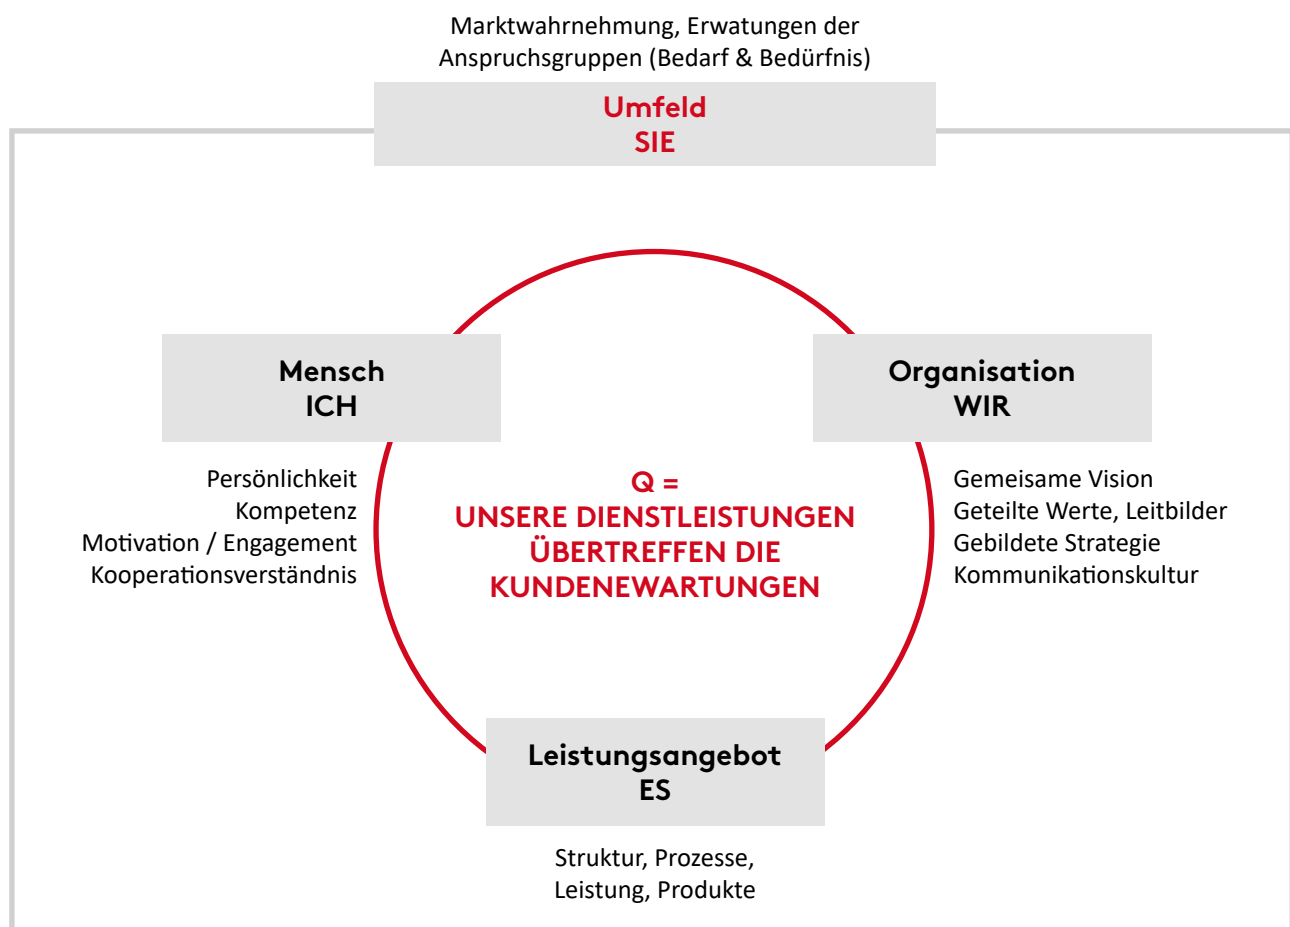 Marktwahrnehmung, Erwatungen der
Anspruchsgruppen (Bedarf & Bedürfnis)
Umfeld
SIE
Mensch
ICH
Persönlichkeit
Kompetenz
Motivation / Engagement
Kooperationsverständnis
Organisation
WIR
Gemeisame Vision
Geteilte Werte, Leitbilder
Gebildete Strategie
Kommunikationskultur
Q =
UNSERE DIENSTLEISTUNGEN
ÜBERTREFFEN DIE
KUNDENEWARTUNGEN
Leistungsangebot
ES
Struktur, Prozesse,
Leistung, Produkte